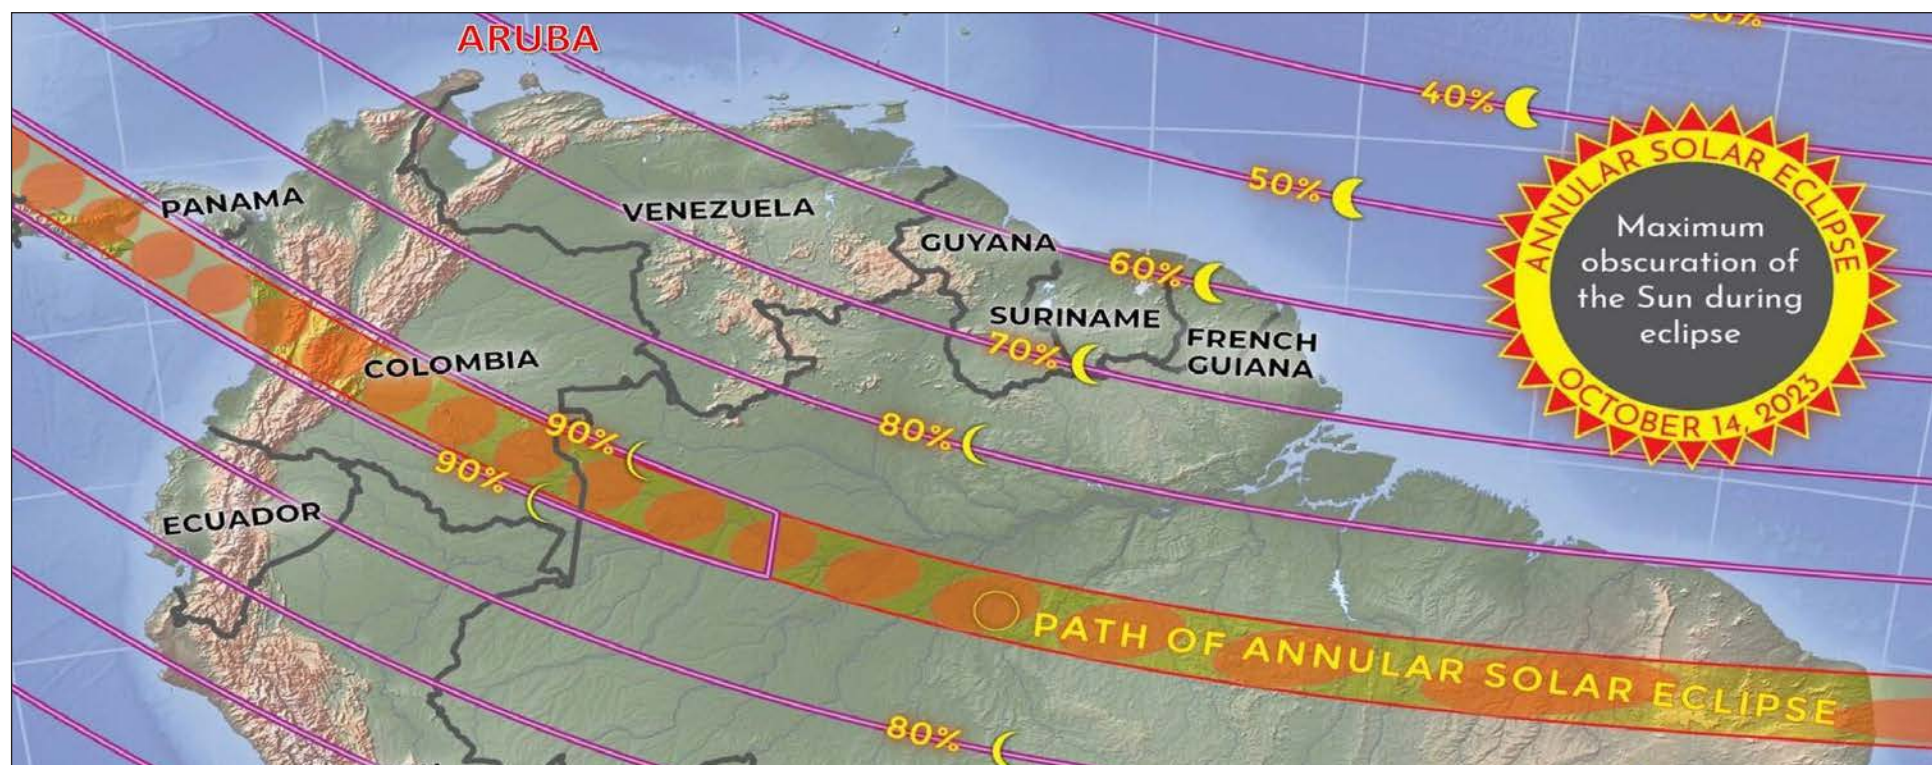 ARUBA
30%
40%
50%
60%
70%
80%
90%
90%
80%
PANAMA
VENEZUELA
GUYANA
SURINAME
FRENCH
GUIANA
COLOMBIA
ECUADOR
PATH OF ANNULAR SOLAR ECLIPSE
ANNULAR SOLAR ECLIPSE
Maximum
obscuration of
the Sun during
eclipse
OCTOBER 14, 2023